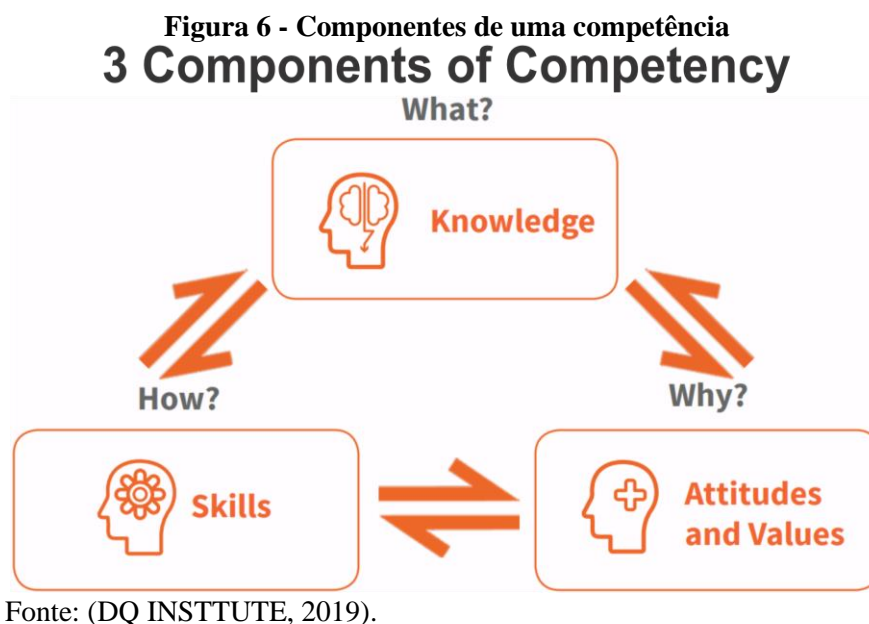 Figura 6 - Componentes de uma competência
3 Components of Competency
What?
Knowledge
How?
Why?
Skills
Attitudes
and Values
Fonte: (DQ INSTTUTE, 2019).